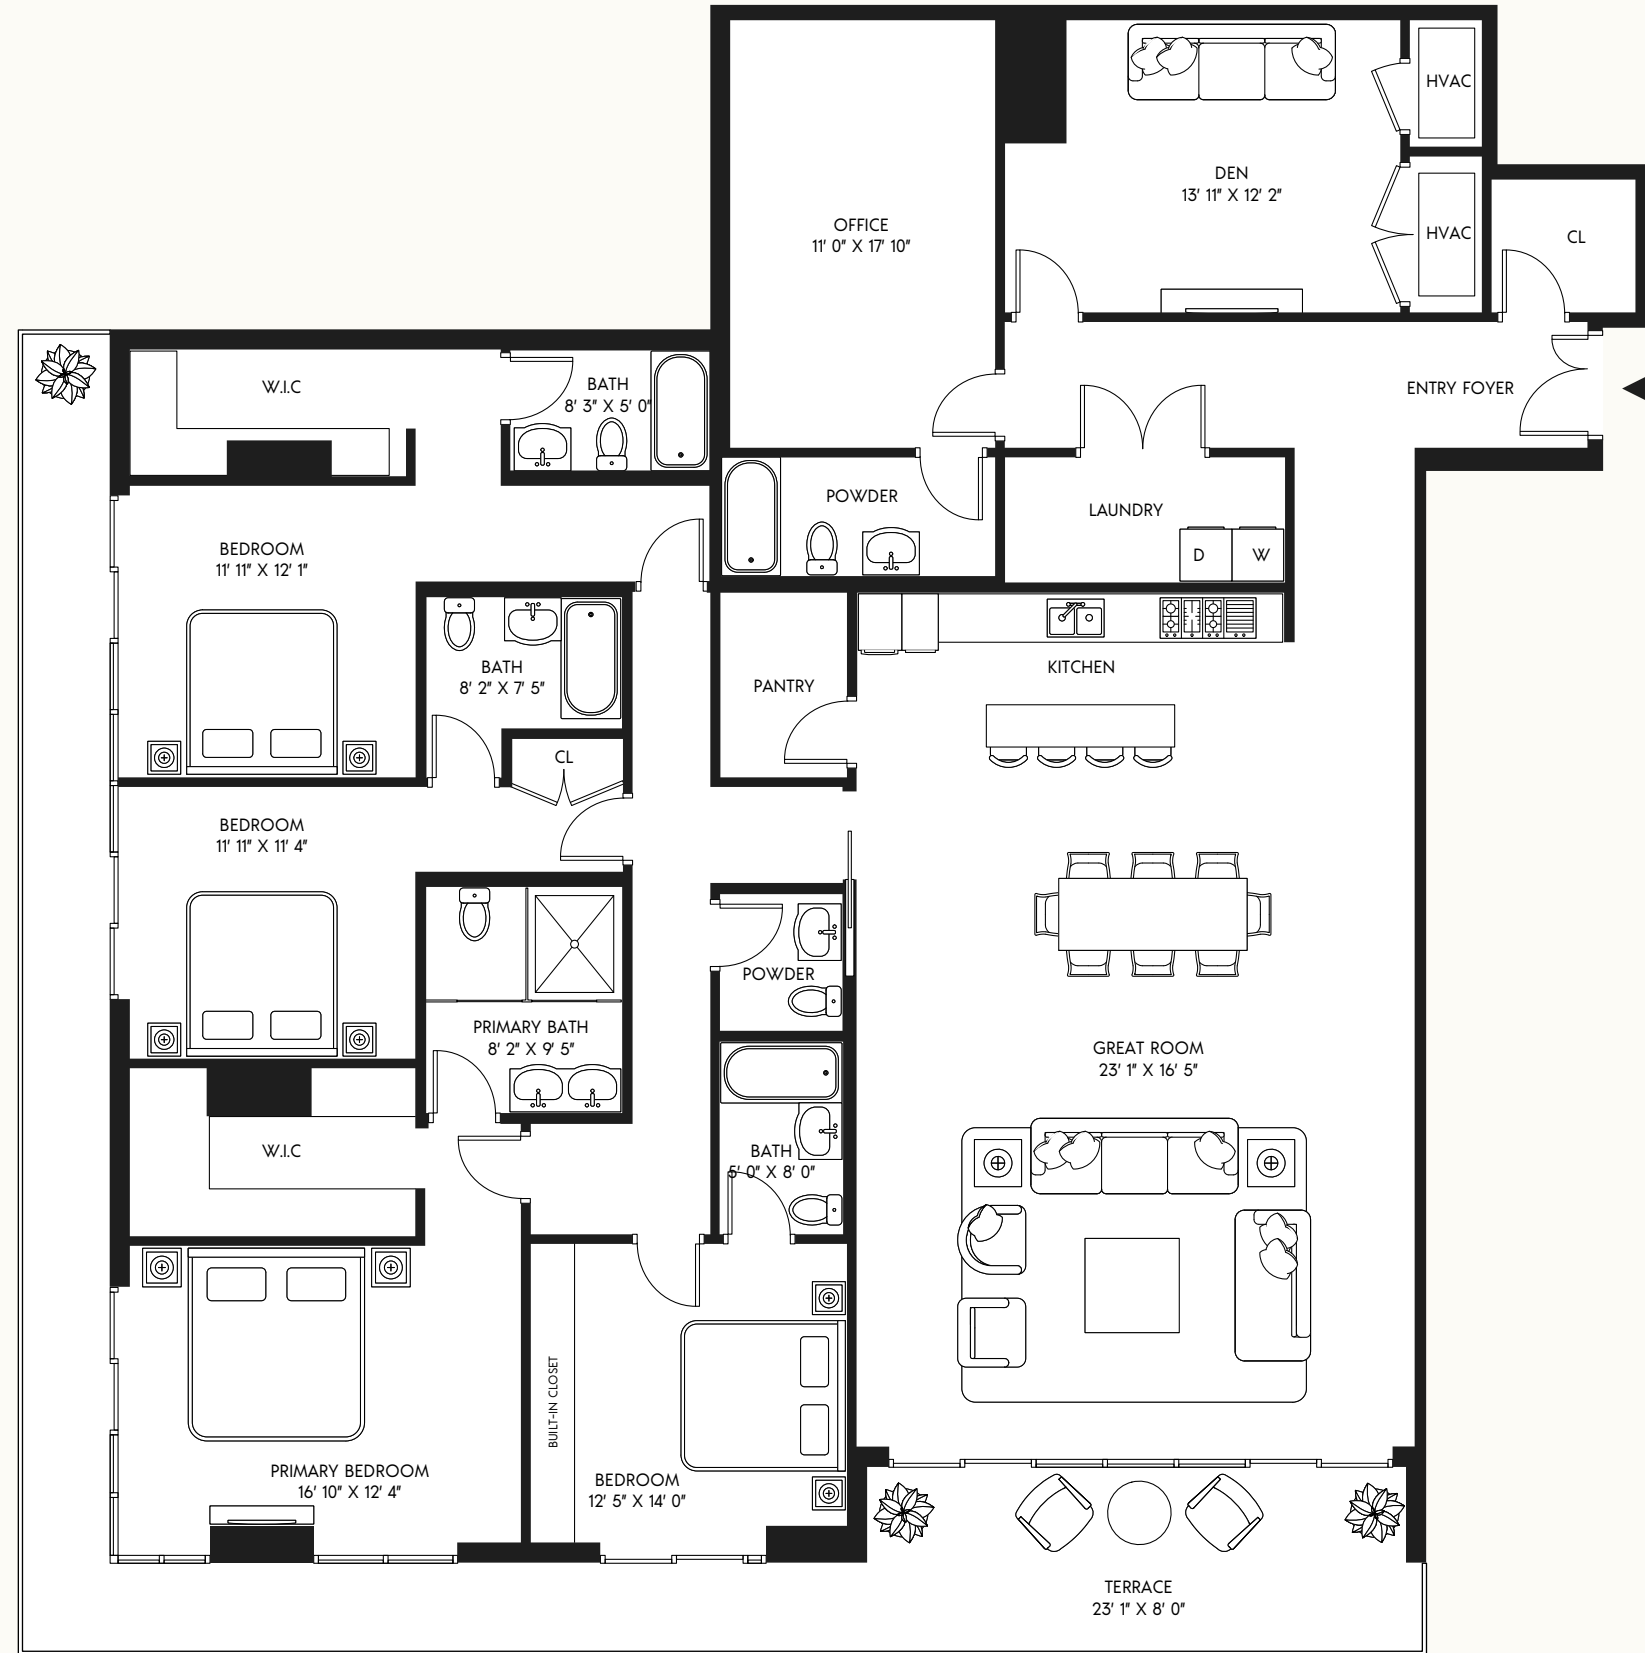 HVAC
DEN
13' 11" X 12' 2"
OFFICE
11' 0" X 17' 10"
HVAC
CL
W.I.C
BATH
8' 3" X 5' 0"
ENTRY FOYER
POWDER
LAUNDRY
D
W
BEDROOM
11' 11" X 12' 1"
BATH
8' 2" X 7' 5"
PANTRY
KITCHEN
CL
BEDROOM
11' 11" X 11' 4"
POWDER
PRIMARY BATH
8' 2" X 9' 5"
GREAT ROOM
23' 1" X 16' 5"
W.I.C
BATH
5' 0" X 8' 0"
BUILT-IN CLOSET
PRIMARY BEDROOM
16' 10" X 12' 4"
BEDROOM
12' 5" X 14' 0"
TERRACE
23' 1" X 8' 0"